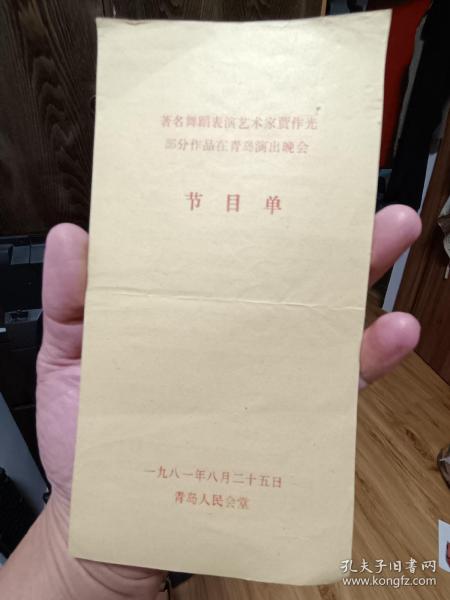 著名舞蹈表演艺术家贾作光
部分作品在青岛演出晚会
节目单
一九八一年八月二十五日
青岛人民会堂
孔夫子旧书网
www.kongfz.com